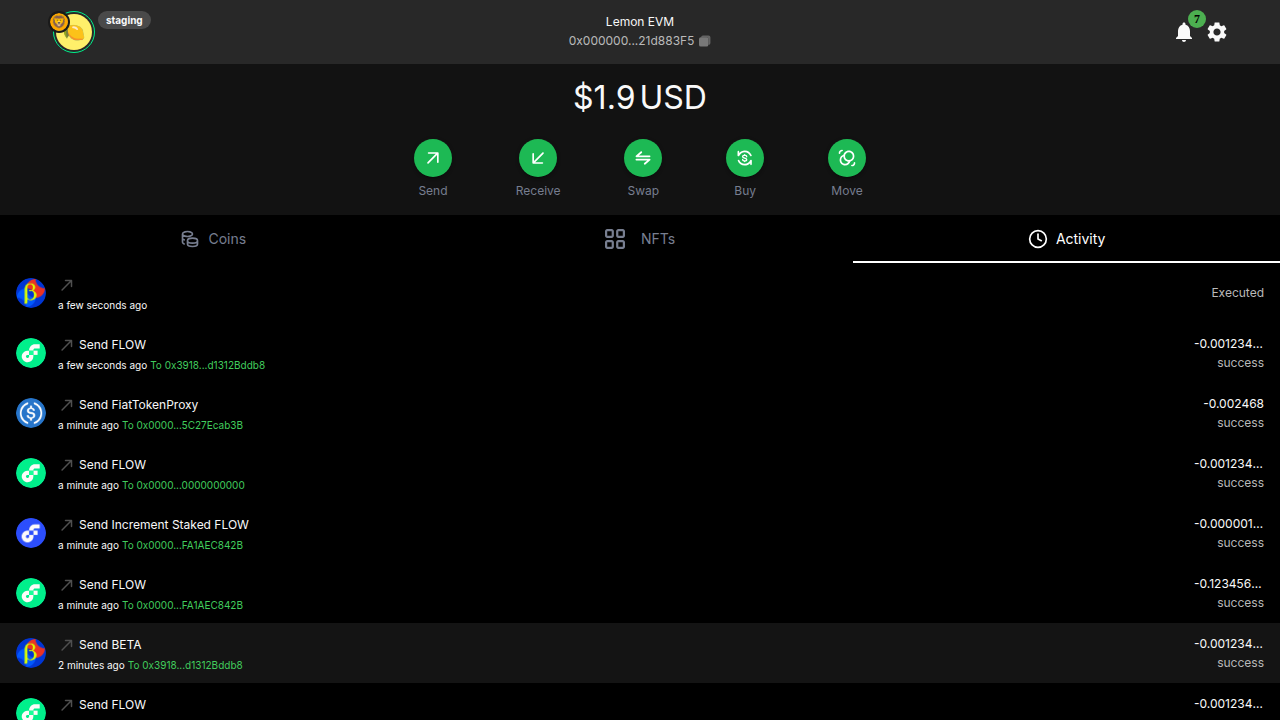 staging
Lemon EVM
0x000000...21d883F5
7
$1.9 USD
Send
Receive
Swap
Buy
Move
Coins
NFTs
Activity
a few seconds ago
Executed
Send FLOW
-0.001234...
a few seconds ago To 0x3918...d1312Bddb8
success
Send FiatTokenProxy
-0.002468
a minute ago To 0x0000...5C27Ecab3B
success
Send FLOW
-0.001234...
a minute ago To 0x0000...0000000000
success
Send Increment Staked FLOW
-0.000001...
a minute ago To 0x0000...FA1AEC842B
success
Send FLOW
-0.123456...
a minute ago To 0x0000...FA1AEC842B
success
Send BETA
-0.001234...
2 minutes ago To 0x3918...d1312Bddb8
success
Send FLOW
-0.001234...